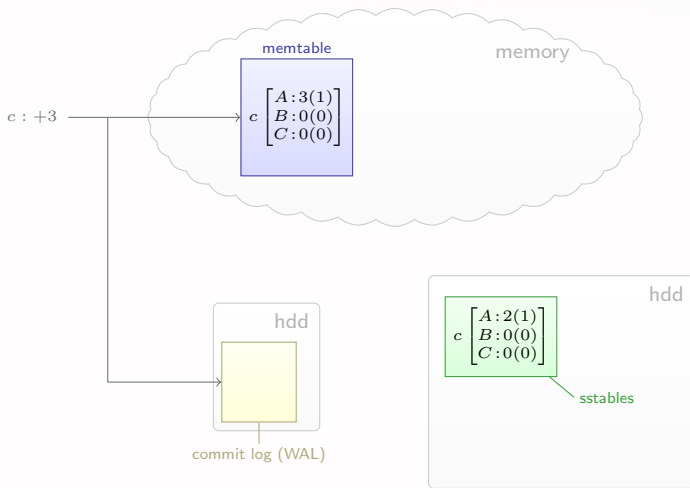 memtable
memory
c : +3
c
A:3(1)
B:0(0)
C:0(0)
hdd
commit log (WAL)
hdd
c
A:2(1)
B:0(0)
C:0(0)
sstables